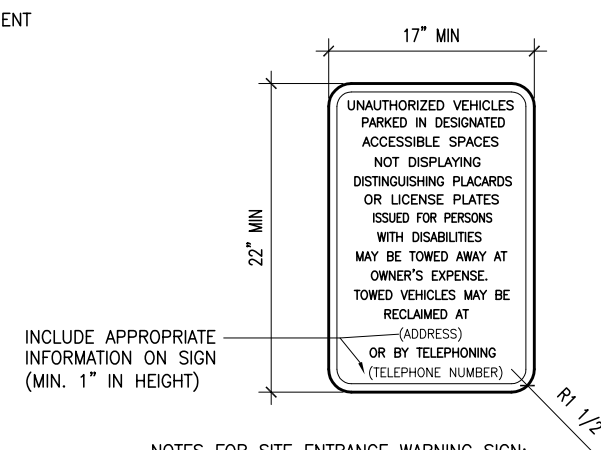 ENT
17" MIN
UNAUTHORIZED VEHICLES
PARKED IN DESIGNATED
ACCESSIBLE SPACES
NOT DISPLAYING
DISTINGUISHING PLACARDS
OR LICENSE PLATES
ISSUED FOR PERSONS
WITH DISABILITIES
MAY BE TOWED AWAY AT
OWNER'S EXPENSE.
TOWED VEHICLES MAY BE
RECLAIMED AT
(ADDRESS)
OR BY TELEPHONING
(TELEPHONE NUMBER)
22" MIN
INCLUDE APPROPRIATE
INFORMATION ON SIGN
(MIN. 1" IN HEIGHT)
R1 1/2
NOTES FOR SITE ENTRANCE WARNING SIGN: